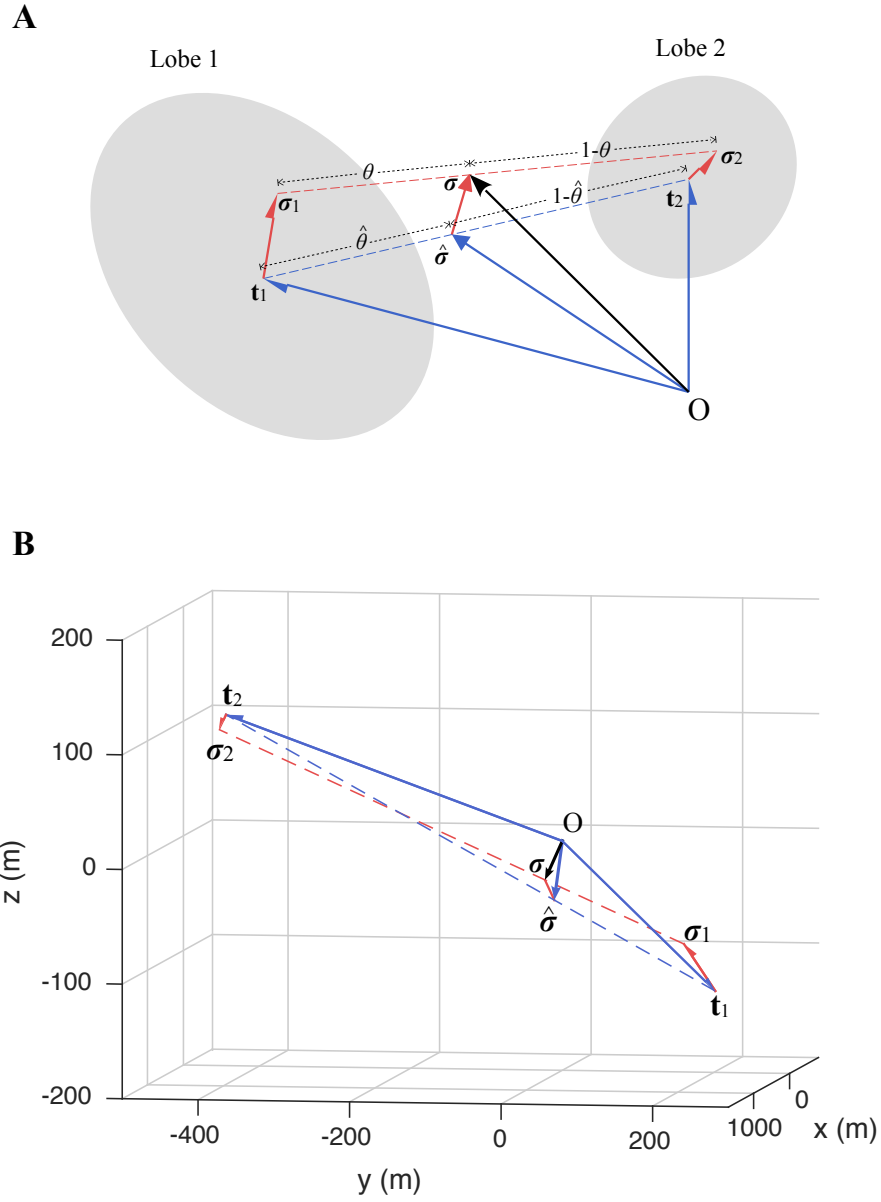 A
Lobe 1
Lobe 2
θ
1-θ
σ₁
σ
σ₂
1-θ̂
t₂
θ̂
σ̂
t₁
O
B
200
100
0
-100
-200
z (m)
t₂
σ₂
O
σ
σ̂
σ₁
t₁
-400
-200
0
200
y (m)
1000
0
x (m)